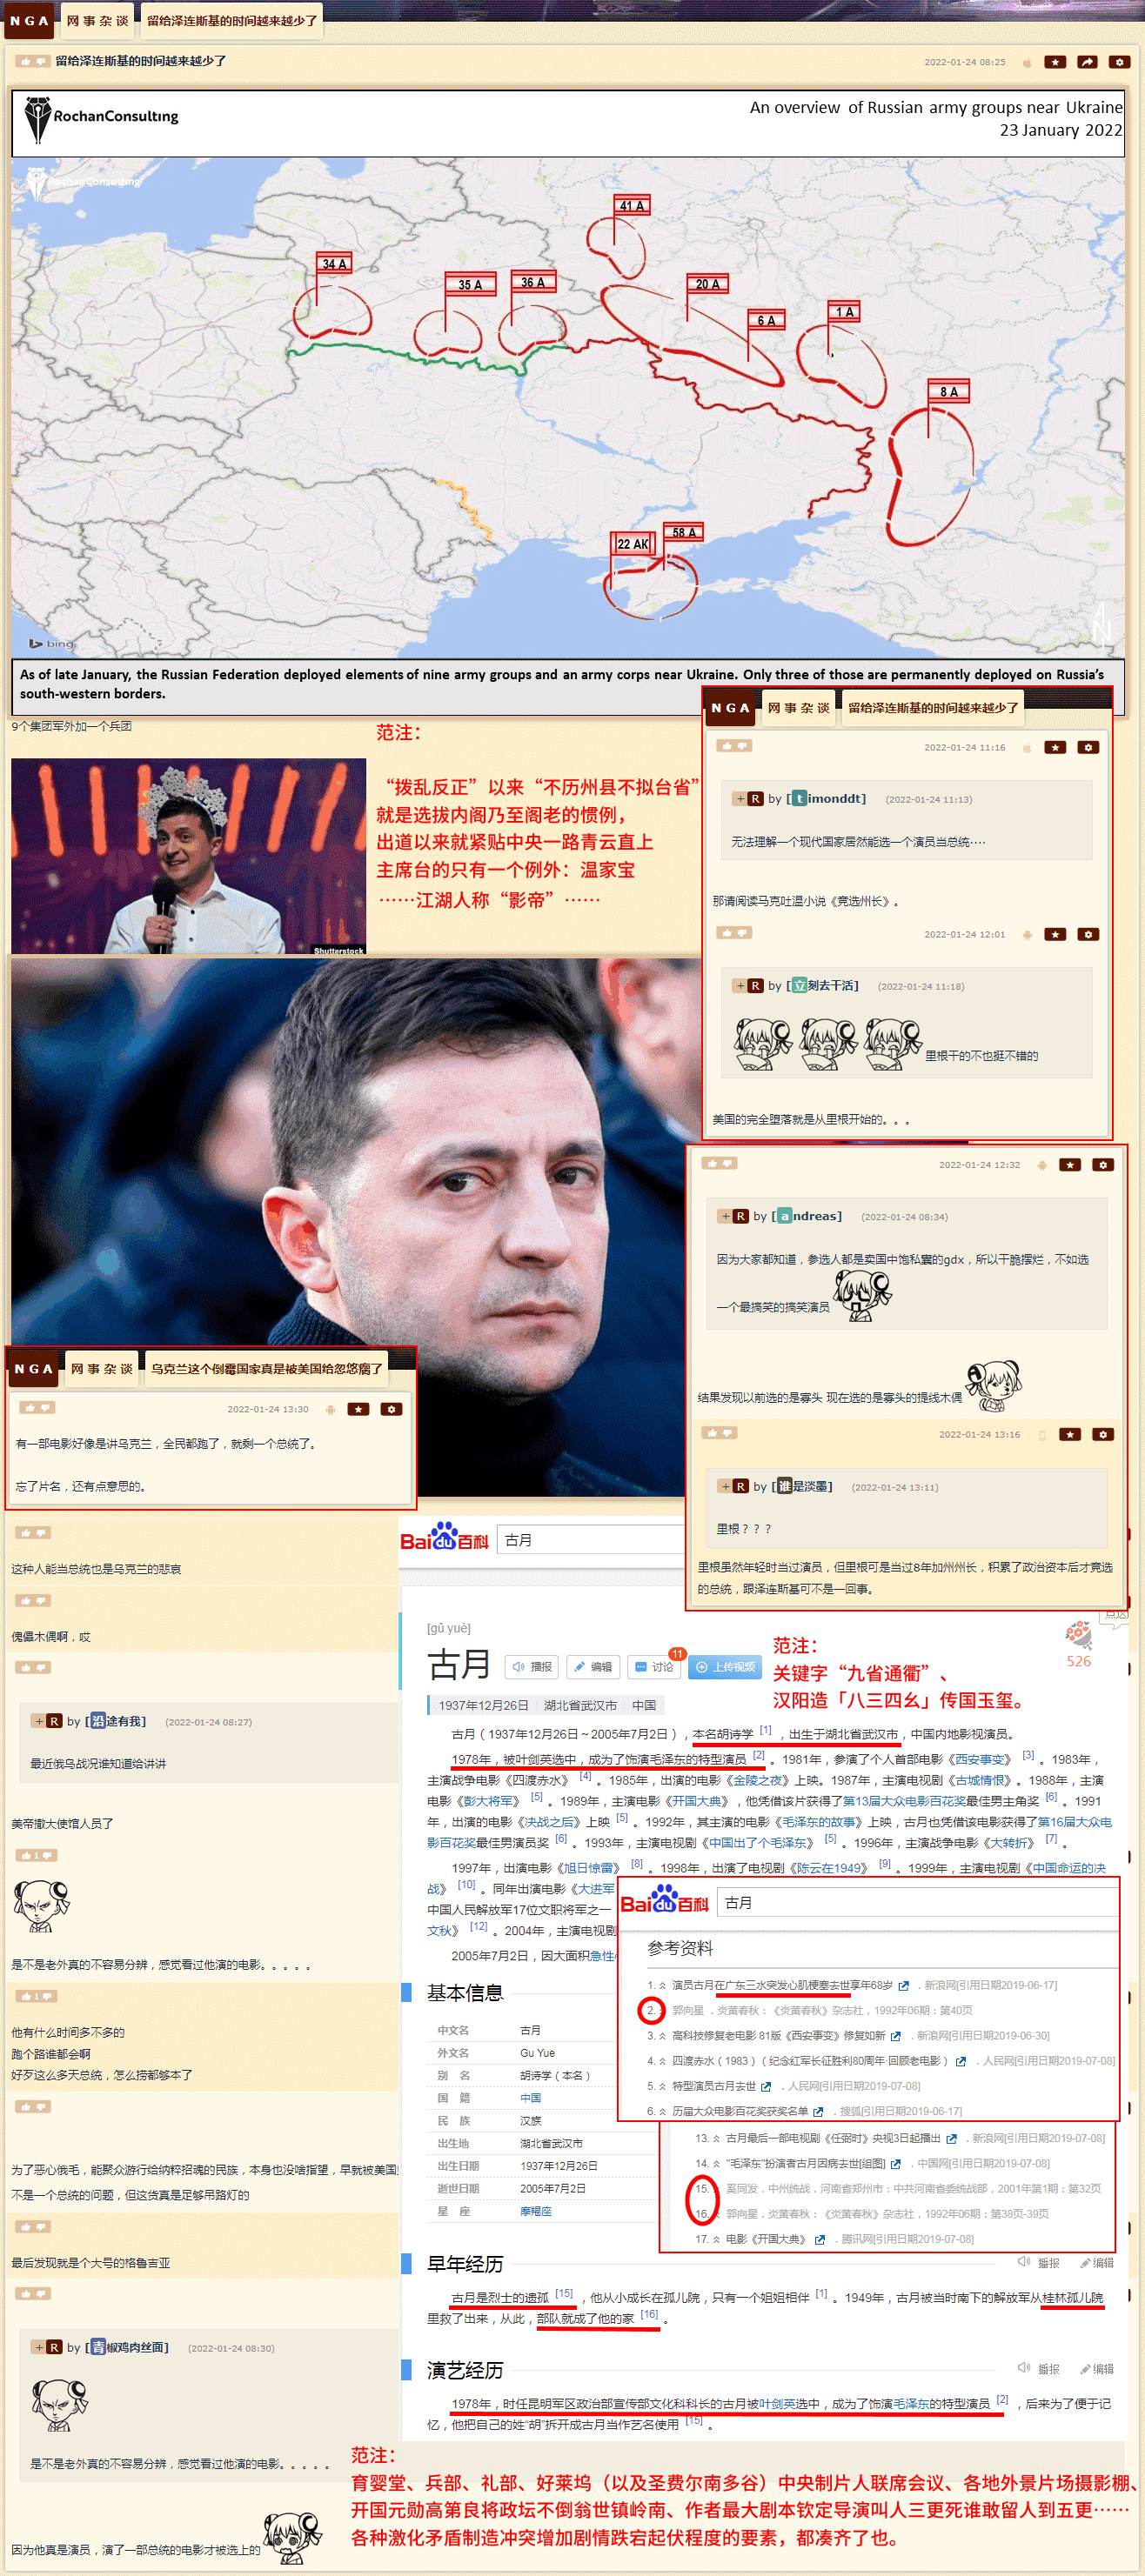 NGA 网事杂谈 留给泽连斯基的时间越来越少了
留给泽连斯基的时间越来越少了
2022-01-24 08:25
RochanConsulting
An overview of Russian army groups near Ukraine
23 January 2022
RochanConsulting
41 A
34 A
35 A
36 A
20 A
6 A
1 A
8 A
22 AK
58 A
N
bing
As of late January, the Russian Federation deployed elements of nine army groups and an army corps near Ukraine. Only three of those are permanently deployed on Russia's
south-western borders.
9个集团军外加一个兵团
范注：
“拨乱反正”以来“不历州县不拟台省”
就是选拔内阁乃至阁老的惯例，
出道以来就紧贴中央一路青云直上
主席台的只有一个例外：温家宝
……江湖人称“影帝”……
Shutterstock
NGA 网事杂谈 留给泽连斯基的时间越来越少了
2022-01-24 11:16
+ R by [timonddt] (2022-01-24 11:13)
无法理解一个现代国家居然能选一个演员当总统····
那请阅读马克吐温小说《竞选州长》。
2022-01-24 12:01
+ R by [立刻去干活] (2022-01-24 11:18)
里根干的不也挺不错的
美国的完全堕落就是从里根开始的。。。
2022-01-24 12:32
+ R by [andreas] (2022-01-24 08:34)
因为大家都知道，参选人都是卖国中饱私囊的gdx，所以干脆摆烂，不如选
一个最搞笑的搞笑演员
结果发现以前选的是寡头 现在选的是寡头的提线木偶
2022-01-24 13:16
+ R by [谁是淡墨] (2022-01-24 13:11)
里根？？？
里根虽然年轻时当过演员，但里根可是当过8年加州州长，积累了政治资本后才竞选
的总统，跟泽连斯基可不是一回事。
NGA 网事杂谈 乌克兰这个倒霉国家真是被美国给忽悠瘸了
2022-01-24 13:30
有一部电影好像是讲乌克兰，全民都跑了，就剩一个总统了。
忘了片名，还有点意思的。
这种人能当总统也是乌克兰的悲哀
傀儡木偶啊，哎
+ R by [沿途有我] (2022-01-24 08:27)
最近俄乌战况谁知道给讲讲
美帝撤大使馆人员了
1
是不是老外真的不容易分辨，感觉看过他演的电影。。。。。
1
他有什么时间多不多的
跑个路谁都会啊
好歹这么多天总统，怎么捞都够本了
为了恶心俄毛，能聚众游行给纳粹招魂的民族，本身也没啥指望，早就被美国
不是一个总统的问题，但这货真是足够吊路灯的
最后发现就是个大号的格鲁吉亚
+ R by [青椒鸡肉丝面] (2022-01-24 08:30)
是不是老外真的不容易分辨，感觉看过他演的电影。。。。。
因为他真是演员，演了一部总统的电影才被选上的
Baidu百科 古月
[gǔ yuè]
古月 播报 编辑 讨论 11 上传视频
526
范注：
关键字“九省通衢”、
汉阳造「八三四幺」传国玉玺。
1937年12月26日 湖北省武汉市 中国
古月（1937年12月26日～2005年7月2日），本名胡诗学 [1] ，出生于湖北省武汉市，中国内地影视演员。
1978年，被叶剑英选中，成为了饰演毛泽东的特型演员 [2] 。1981年，参演了个人首部电影《西安事变》 [3] 。1983年，
主演战争电影《四渡赤水》 [4] 。1985年，出演的电影《金陵之夜》上映。1987年，主演电视剧《古城情恨》。1988年，主演
电影《彭大将军》 [5] 。1989年，主演电影《开国大典》，他凭借该片获得了第13届大众电影百花奖最佳男主角奖 [6] 。1991
年，出演的电影《决战之后》上映 [5] 。1992年，其主演的电影《毛泽东的故事》上映，古月也凭借该电影获得了第16届大众电
影百花奖最佳男演员奖 [6] 。1993年，主演电视剧《中国出了个毛泽东》 [5] 。1996年，主演战争电影《大转折》 [7] 。
1997年，出演电影《旭日惊雷》 [8] 。1998年，出演了电视剧《陈云在1949》 [9] 。1999年，主演电视剧《中国命运的决
战》 [10] 。同年出演电影《大进军
中国人民解放军17位文职将军之一
文秋》 [12] 。2004年，主演电视剧
2005年7月2日，因大面积急性心
基本信息
中文名 古月
外文名 Gu Yue
别 名 胡诗学（本名）
国 籍 中国
民 族 汉族
出生地 湖北省武汉市
出生日期 1937年12月26日
逝世日期 2005年7月2日
星 座 摩羯座
Baidu百科 古月
参考资料
1. 演员古月在广东三水突发心肌梗塞去世享年68岁 ．新浪网[引用日期2019-06-17]
2. 郭向星．炎黄春秋：《炎黄春秋》杂志社，1992年06期：第40页
3. 高科技修复老电影 81版《西安事变》修复如新 ．新浪网[引用日期2019-06-30]
4. 四渡赤水（1983）（纪念红军长征胜利80周年·回顾老电影） ．人民网[引用日期2019-07-08]
5. 特型演员古月去世 ．人民网[引用日期2019-07-08]
6. 历届大众电影百花奖获奖名单 ．搜狐[引用日期2019-06-17]
13. 古月最后一部电视剧《任弼时》央视3日起播出 ．新浪网[引用日期2019-07-08]
14. “毛泽东”扮演者古月因病去世[组图] ．中国网[引用日期2019-07-08]
15. 奚同发．中州统战．河南省郑州市：中共河南省委统战部，2001年第1期：第32页
16. 郭向星．炎黄春秋：《炎黄春秋》杂志社，1992年06期：第38页-39页
17. 电影《开国大典》 ．腾讯网[引用日期2019-07-08]
早年经历 播报 编辑
古月是烈士的遗孤 [15] ，他从小成长在孤儿院，只有一个姐姐相伴 [1] 。1949年，古月被当时南下的解放军从桂林孤儿院
里救了出来，从此，部队就成了他的家 [16] 。
演艺经历 播报 编辑
1978年，时任昆明军区政治部宣传部文化科科长的古月被叶剑英选中，成为了饰演毛泽东的特型演员 [2] ，后来为了便于记
忆，他把自己的姓“胡”拆开成古月当作艺名使用 [15] 。
范注：
育婴堂、兵部、礼部、好莱坞（以及圣费尔南多谷）中央制片人联席会议、各地外景片场摄影棚、
开国元勋高第良将政坛不倒翁世镇岭南、作者最大剧本钦定导演叫人三更死谁敢留人到五更……
各种激化矛盾制造冲突增加剧情跌宕起伏程度的要素，都凑齐了也。